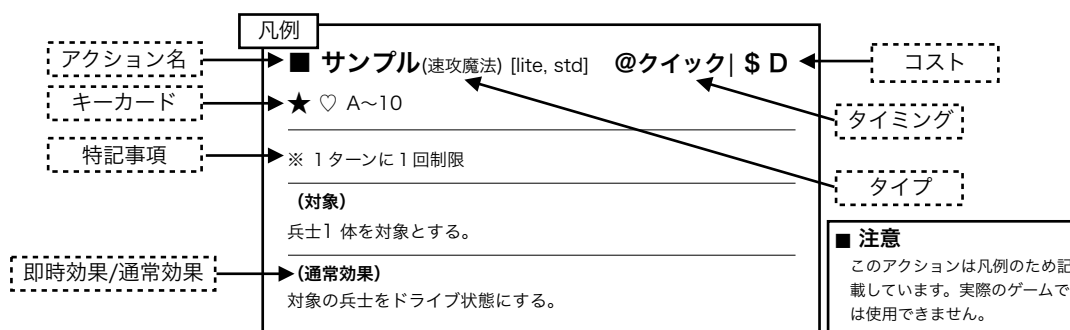 凡例
アクション名
■ サンプル(速攻魔法) [lite, std] @クイック| $ D
コスト
キーカード
★ ♡ A〜10
タイミング
特記事項
※ 1ターンに1回制限
タイプ
(対象)
兵士1 体を対象とする。
即時効果/通常効果
(通常効果)
対象の兵士をドライブ状態にする。
■ 注意
このアクションは凡例のため記
載しています。実際のゲームで
は使用できません。